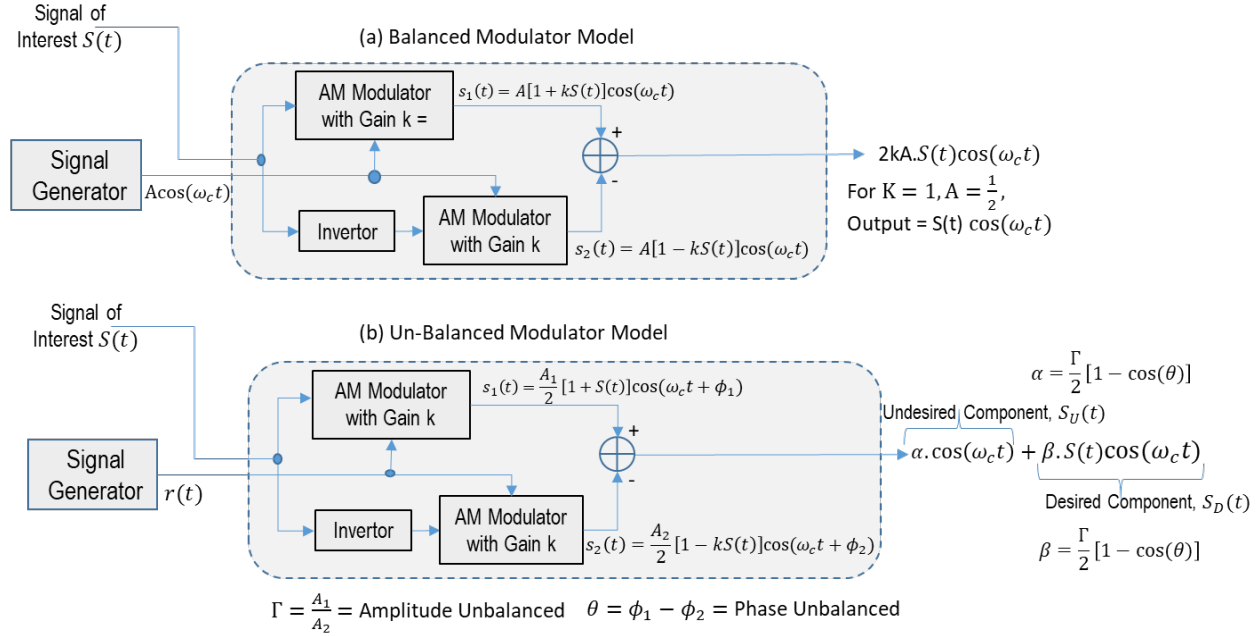 Signal of
Interest S(t)
(a) Balanced Modulator Model
AM Modulator
with Gain k =
s₁(t) = A[1 + kS(t)]cos(ω_c t)
+
Signal
Generator
Acos(ω_c t)
2kA.S(t)cos(ω_c t)
-
For K = 1, A = 1/2,
Invertor
AM Modulator
with Gain k
Output = S(t) cos(ω_c t)
s₂(t) = A[1 − kS(t)]cos(ω_c t)
Signal of
Interest S(t)
(b) Un-Balanced Modulator Model
α = Γ/2 [1 − cos(θ)]
AM Modulator
with Gain k
s₁(t) = A₁/2 [1 + S(t)]cos(ω_c t + ϕ₁)
Undesired Component, S_U(t)
+
Signal
Generator
r(t)
α.cos(ω_c t) + β.S(t)cos(ω_c t)
-
Desired Component, S_D(t)
Invertor
AM Modulator
with Gain k
s₂(t) = A₂/2 [1 − kS(t)]cos(ω_c t + ϕ₂)
β = Γ/2 [1 − cos(θ)]
Γ = A₁/A₂ = Amplitude Unbalanced θ = ϕ₁ − ϕ₂ = Phase Unbalanced